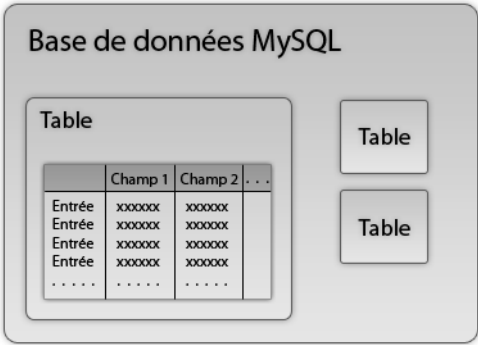 Base de données MySQL
Table
Champ 1 Champ 2 . . .
Entrée xxxxxx xxxxxx
Entrée xxxxxx xxxxxx
Entrée xxxxxx xxxxxx
Entrée xxxxxx xxxxxx
. . . . . . . . . . . . . . .
Table
Table